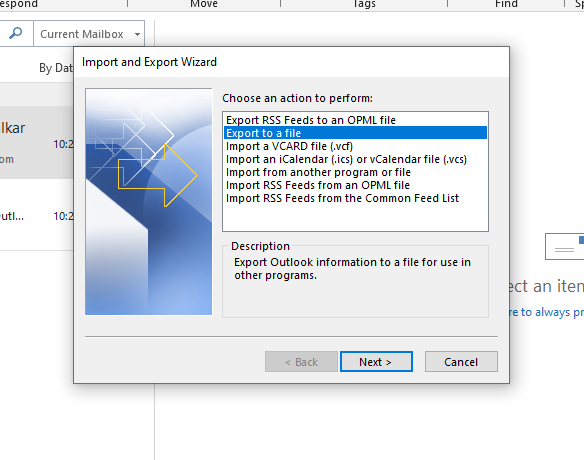 espond
Move
Tags
Find
Sp
Current Mailbox
By Dat
Import and Export Wizard
lkar
10:2
om
utl...
10:2
Choose an action to perform:
Export RSS Feeds to an OPML file
Export to a file
Import a VCARD file (.vcf)
Import an iCalendar (.ics) or vCalendar file (.vcs)
Import from another program or file
Import RSS Feeds from an OPML file
Import RSS Feeds from the Common Feed List
Description
Export Outlook information to a file for use in
other programs.
ect an item
re to always pr
< Back
Next >
Cancel